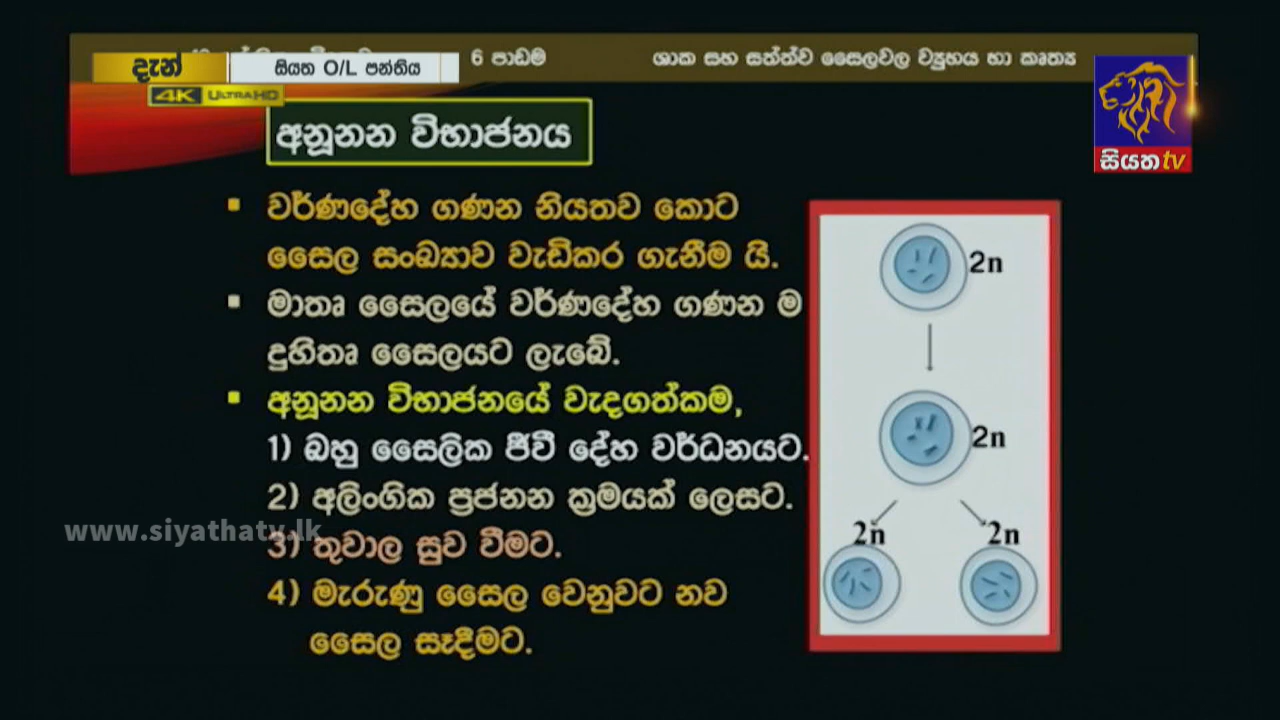 6 පාඩම
ශාක සහ සත්ත්ව සෛලවල ව්‍යුහය හා කෘත්‍ය
දැන්
සියත O/L පන්තිය
4K ULTRA HD
සියත tv
අනූනන විභාජනය
▪ වර්ණදේහ ගණන නියතව කොට
සෛල සංඛ්‍යාව වැඩිකර ගැනීම යි.
▪ මාතෘ සෛලයේ වර්ණදේහ ගණන ම
දුහිතෘ සෛලයට ලැබේ.
▪ අනූනන විභාජනයේ වැදගත්කම,
1) බහු සෛලික ජීවී දේහ වර්ධනයට.
2) අලිංගික ප්‍රජනන ක්‍රමයක් ලෙසට.
3) තුවාල සුව වීමට.
4) මැරුණු සෛල වෙනුවට නව
සෛල සෑදීමට.
2n
2n
2n
2n
www.siyathatv.lk